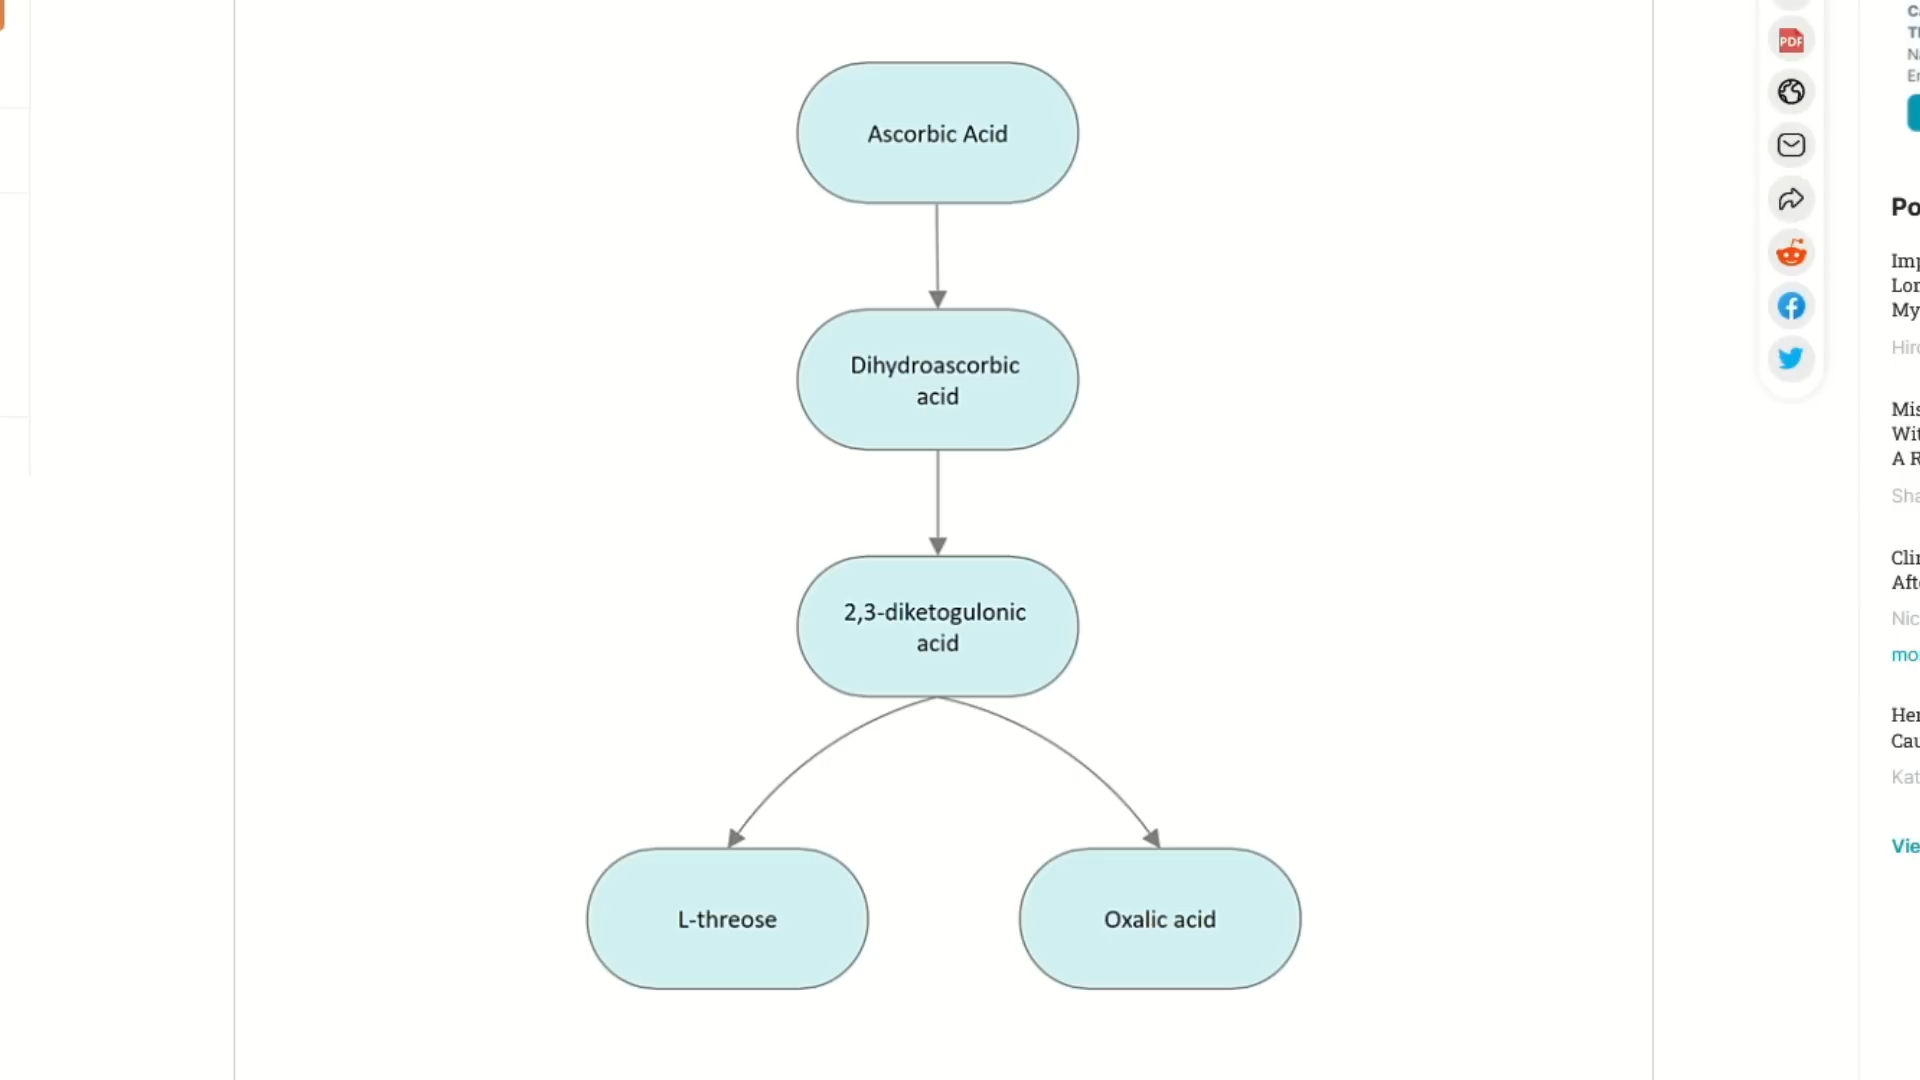 Ascorbic Acid
Dihydroascorbic
acid
2,3-diketogulonic
acid
L-threose
Oxalic acid
PDF